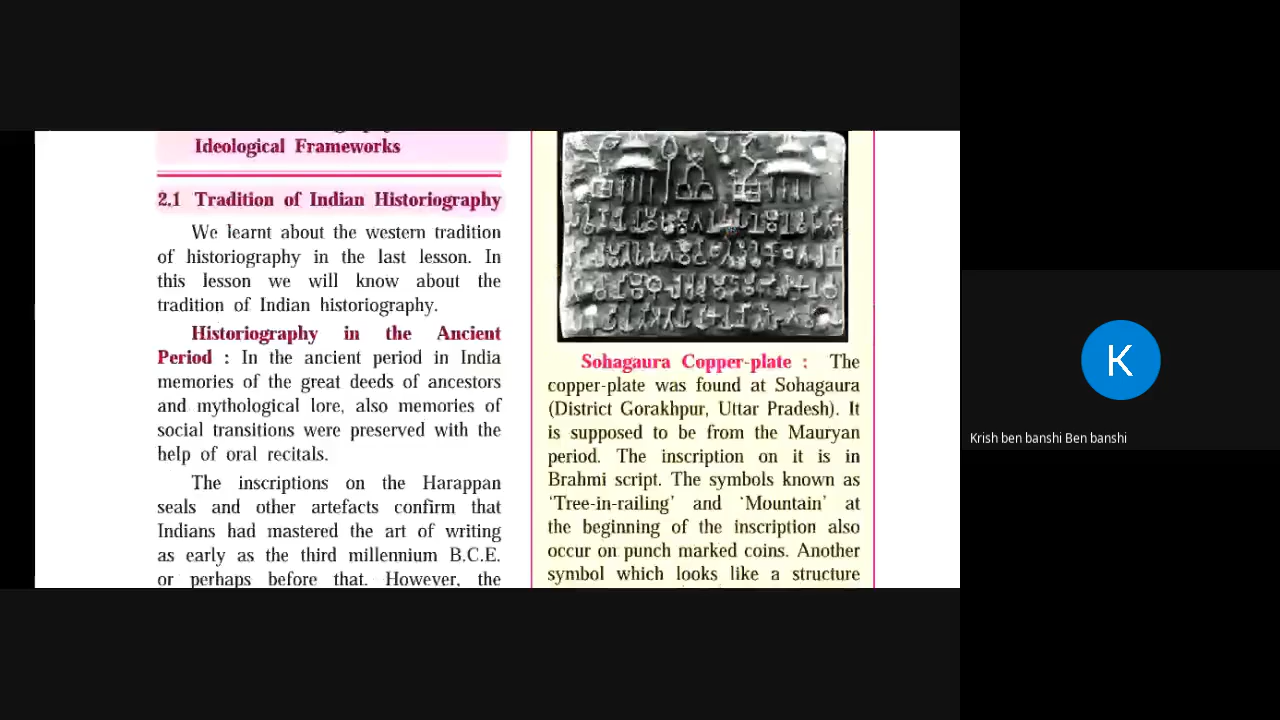 Ideological Frameworks
2.1 Tradition of Indian Historiography
We learnt about the western tradition
of historiography in the last lesson. In
this lesson we will know about the
tradition of Indian historiography.
Historiography in the Ancient
Period : In the ancient period in India
memories of the great deeds of ancestors
and mythological lore, also memories of
social transitions were preserved with the
help of oral recitals.
The inscriptions on the Harappan
seals and other artefacts confirm that
Indians had mastered the art of writing
as early as the third millennium B.C.E.
or perhaps before that. However, the
Sohagaura Copper-plate : The
copper-plate was found at Sohagaura
(District Gorakhpur, Uttar Pradesh). It
is supposed to be from the Mauryan
period. The inscription on it is in
Brahmi script. The symbols known as
‘Tree-in-railing’ and ‘Mountain’ at
the beginning of the inscription also
occur on punch marked coins. Another
symbol which looks like a structure
K
Krish ben banshi Ben banshi